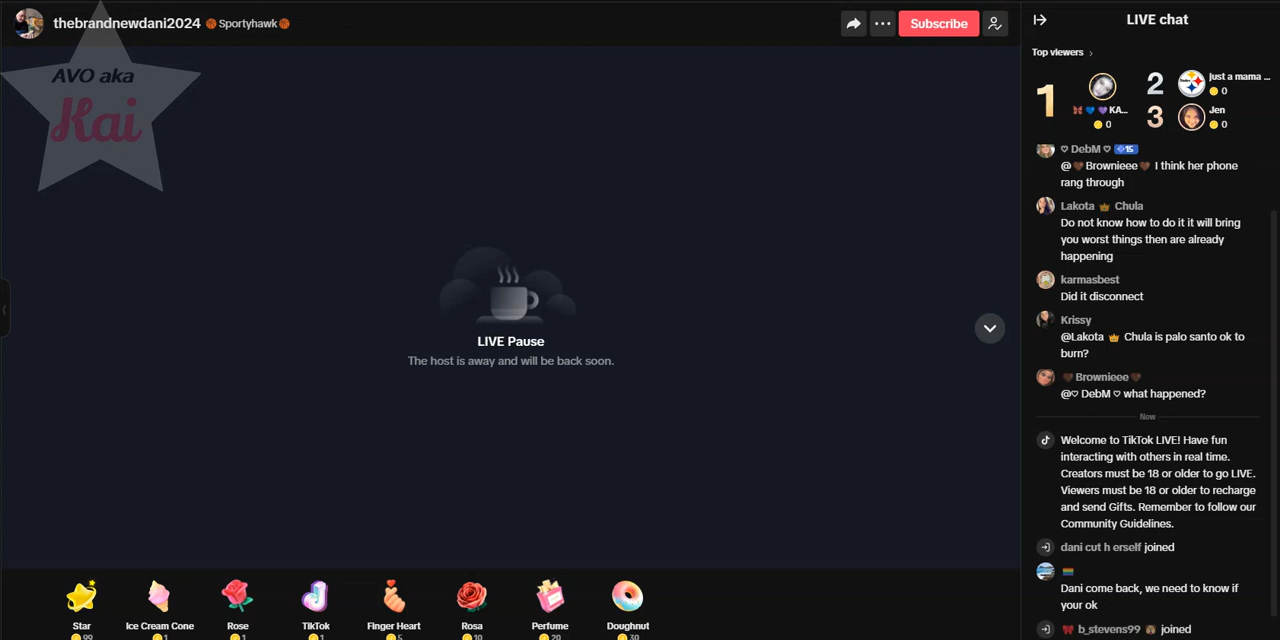 thebrandnewdani2024 🏀 Sportyhawk 🏀
Subscribe
AVO aka
Kai
LIVE Pause
The host is away and will be back soon.
Star
99
Ice Cream Cone
1
Rose
1
TikTok
1
Finger Heart
5
Rosa
10
Perfume
20
Doughnut
30
LIVE chat
Top viewers
1
🦋 💙 💜 KA...
0
2
just a mama ...
0
3
Jen
0
♡ DebM ♡ 15
@🤎 Brownieee 🤎 I think her phone
rang through
Lakota 👑 Chula
Do not know how to do it it will bring
you worst things then are already
happening
karmasbest
Did it disconnect
Krissy
@Lakota 👑 Chula is palo santo ok to
burn?
🤎 Brownieee 🤎
@♡ DebM ♡ what happened?
New
Welcome to TikTok LIVE! Have fun
interacting with others in real time.
Creators must be 18 or older to go LIVE.
Viewers must be 18 or older to recharge
and send Gifts. Remember to follow our
Community Guidelines.
dani cut h erself joined
🏳️‍🌈
Dani come back, we need to know if
your ok
b_stevens99 joined